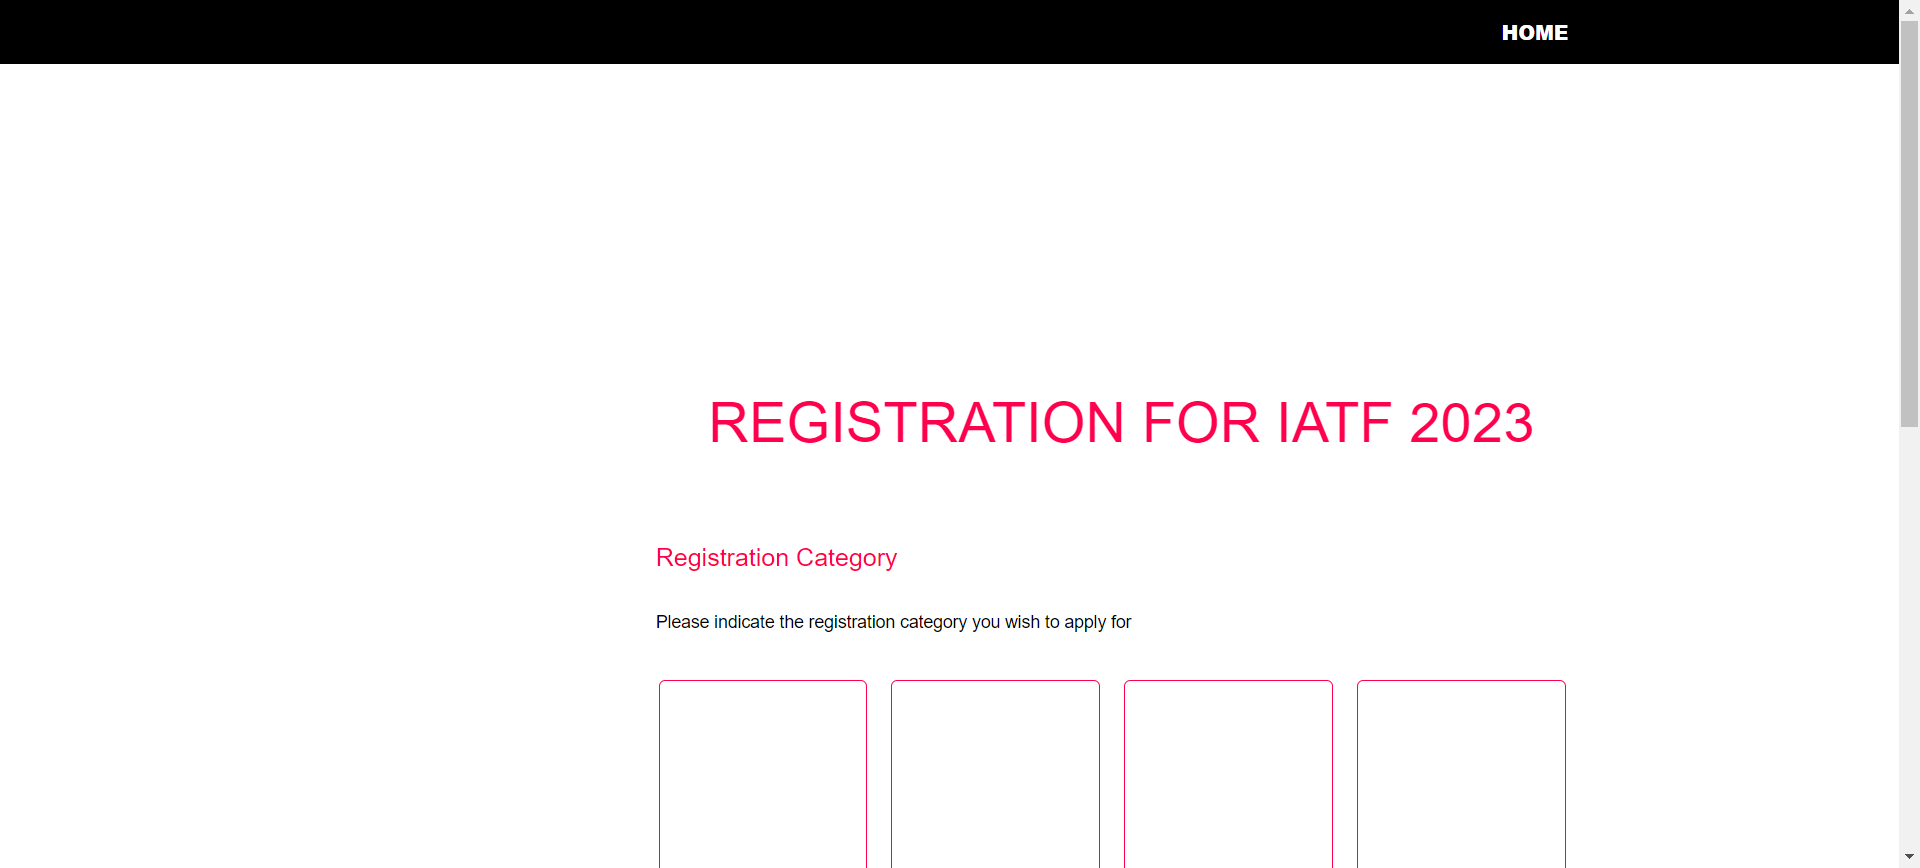 HOME
REGISTRATION FOR IATF 2023
Registration Category
Please indicate the registration category you wish to apply for